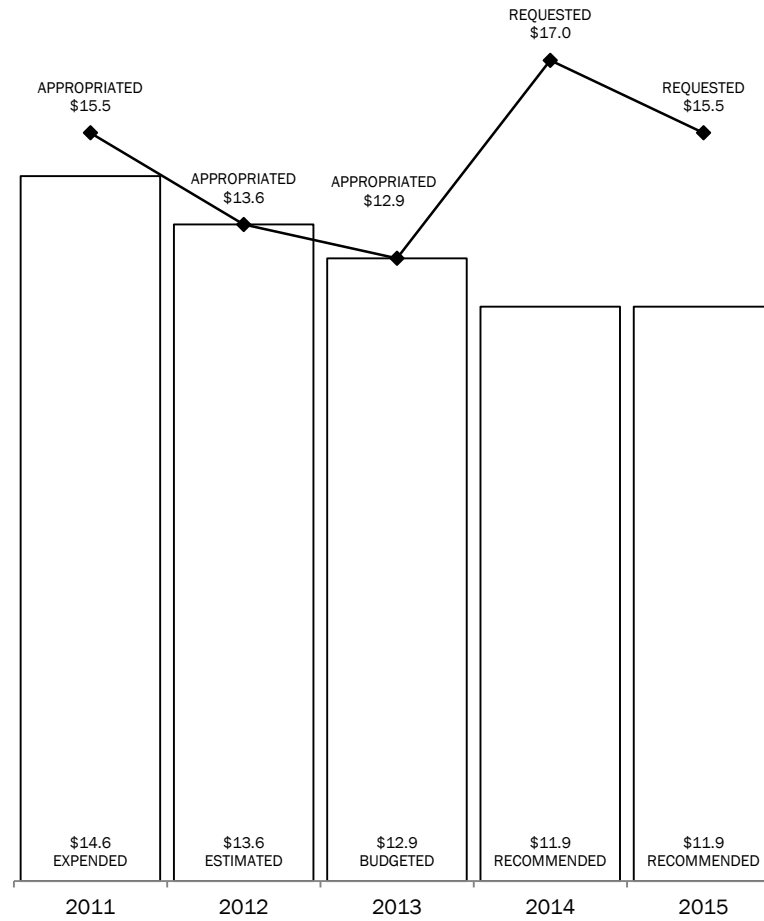 REQUESTED
$17.0
APPROPRIATED
$15.5
REQUESTED
$15.5
APPROPRIATED
$13.6
APPROPRIATED
$12.9
$14.6
EXPENDED
$13.6
ESTIMATED
$12.9
BUDGETED
$11.9
RECOMMENDED
$11.9
RECOMMENDED
2011
2012
2013
2014
2015